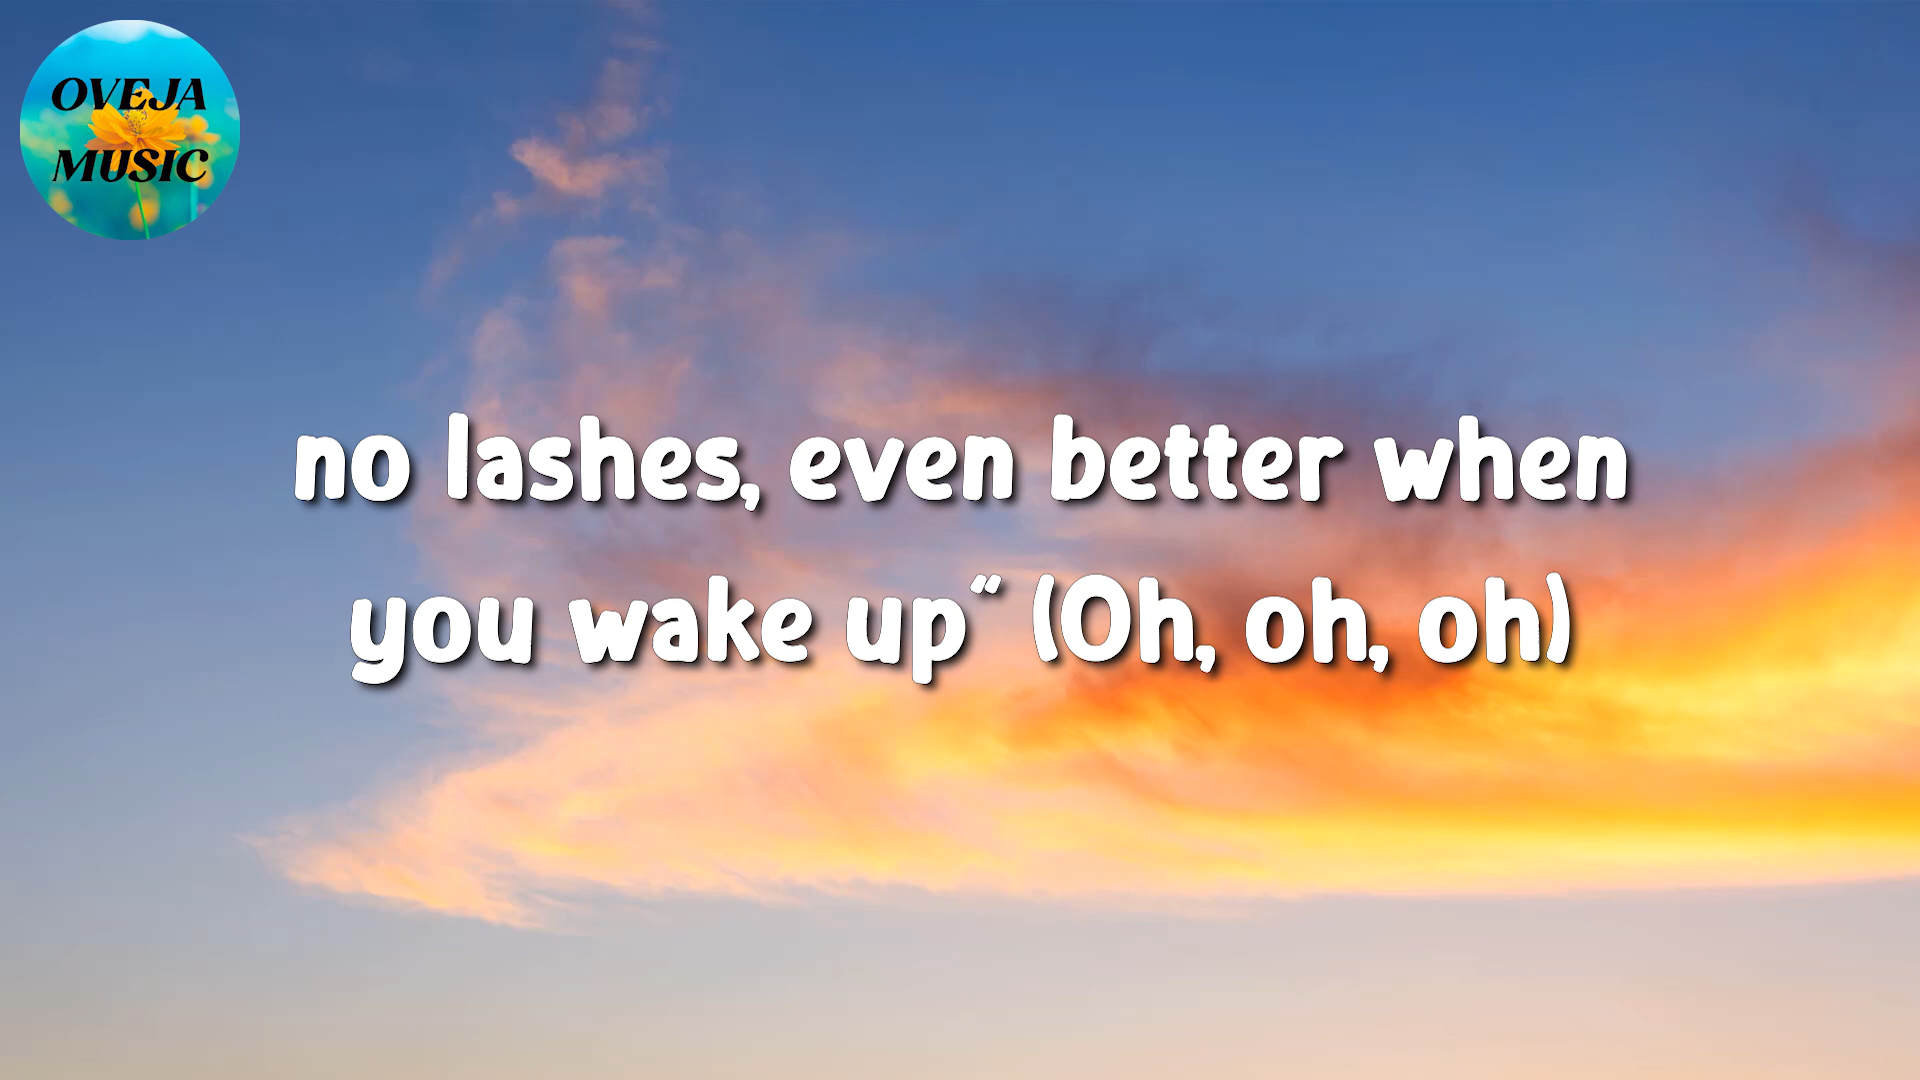 OVEJA
MUSIC
no lashes, even better when
you wake up" (Oh, oh, oh)